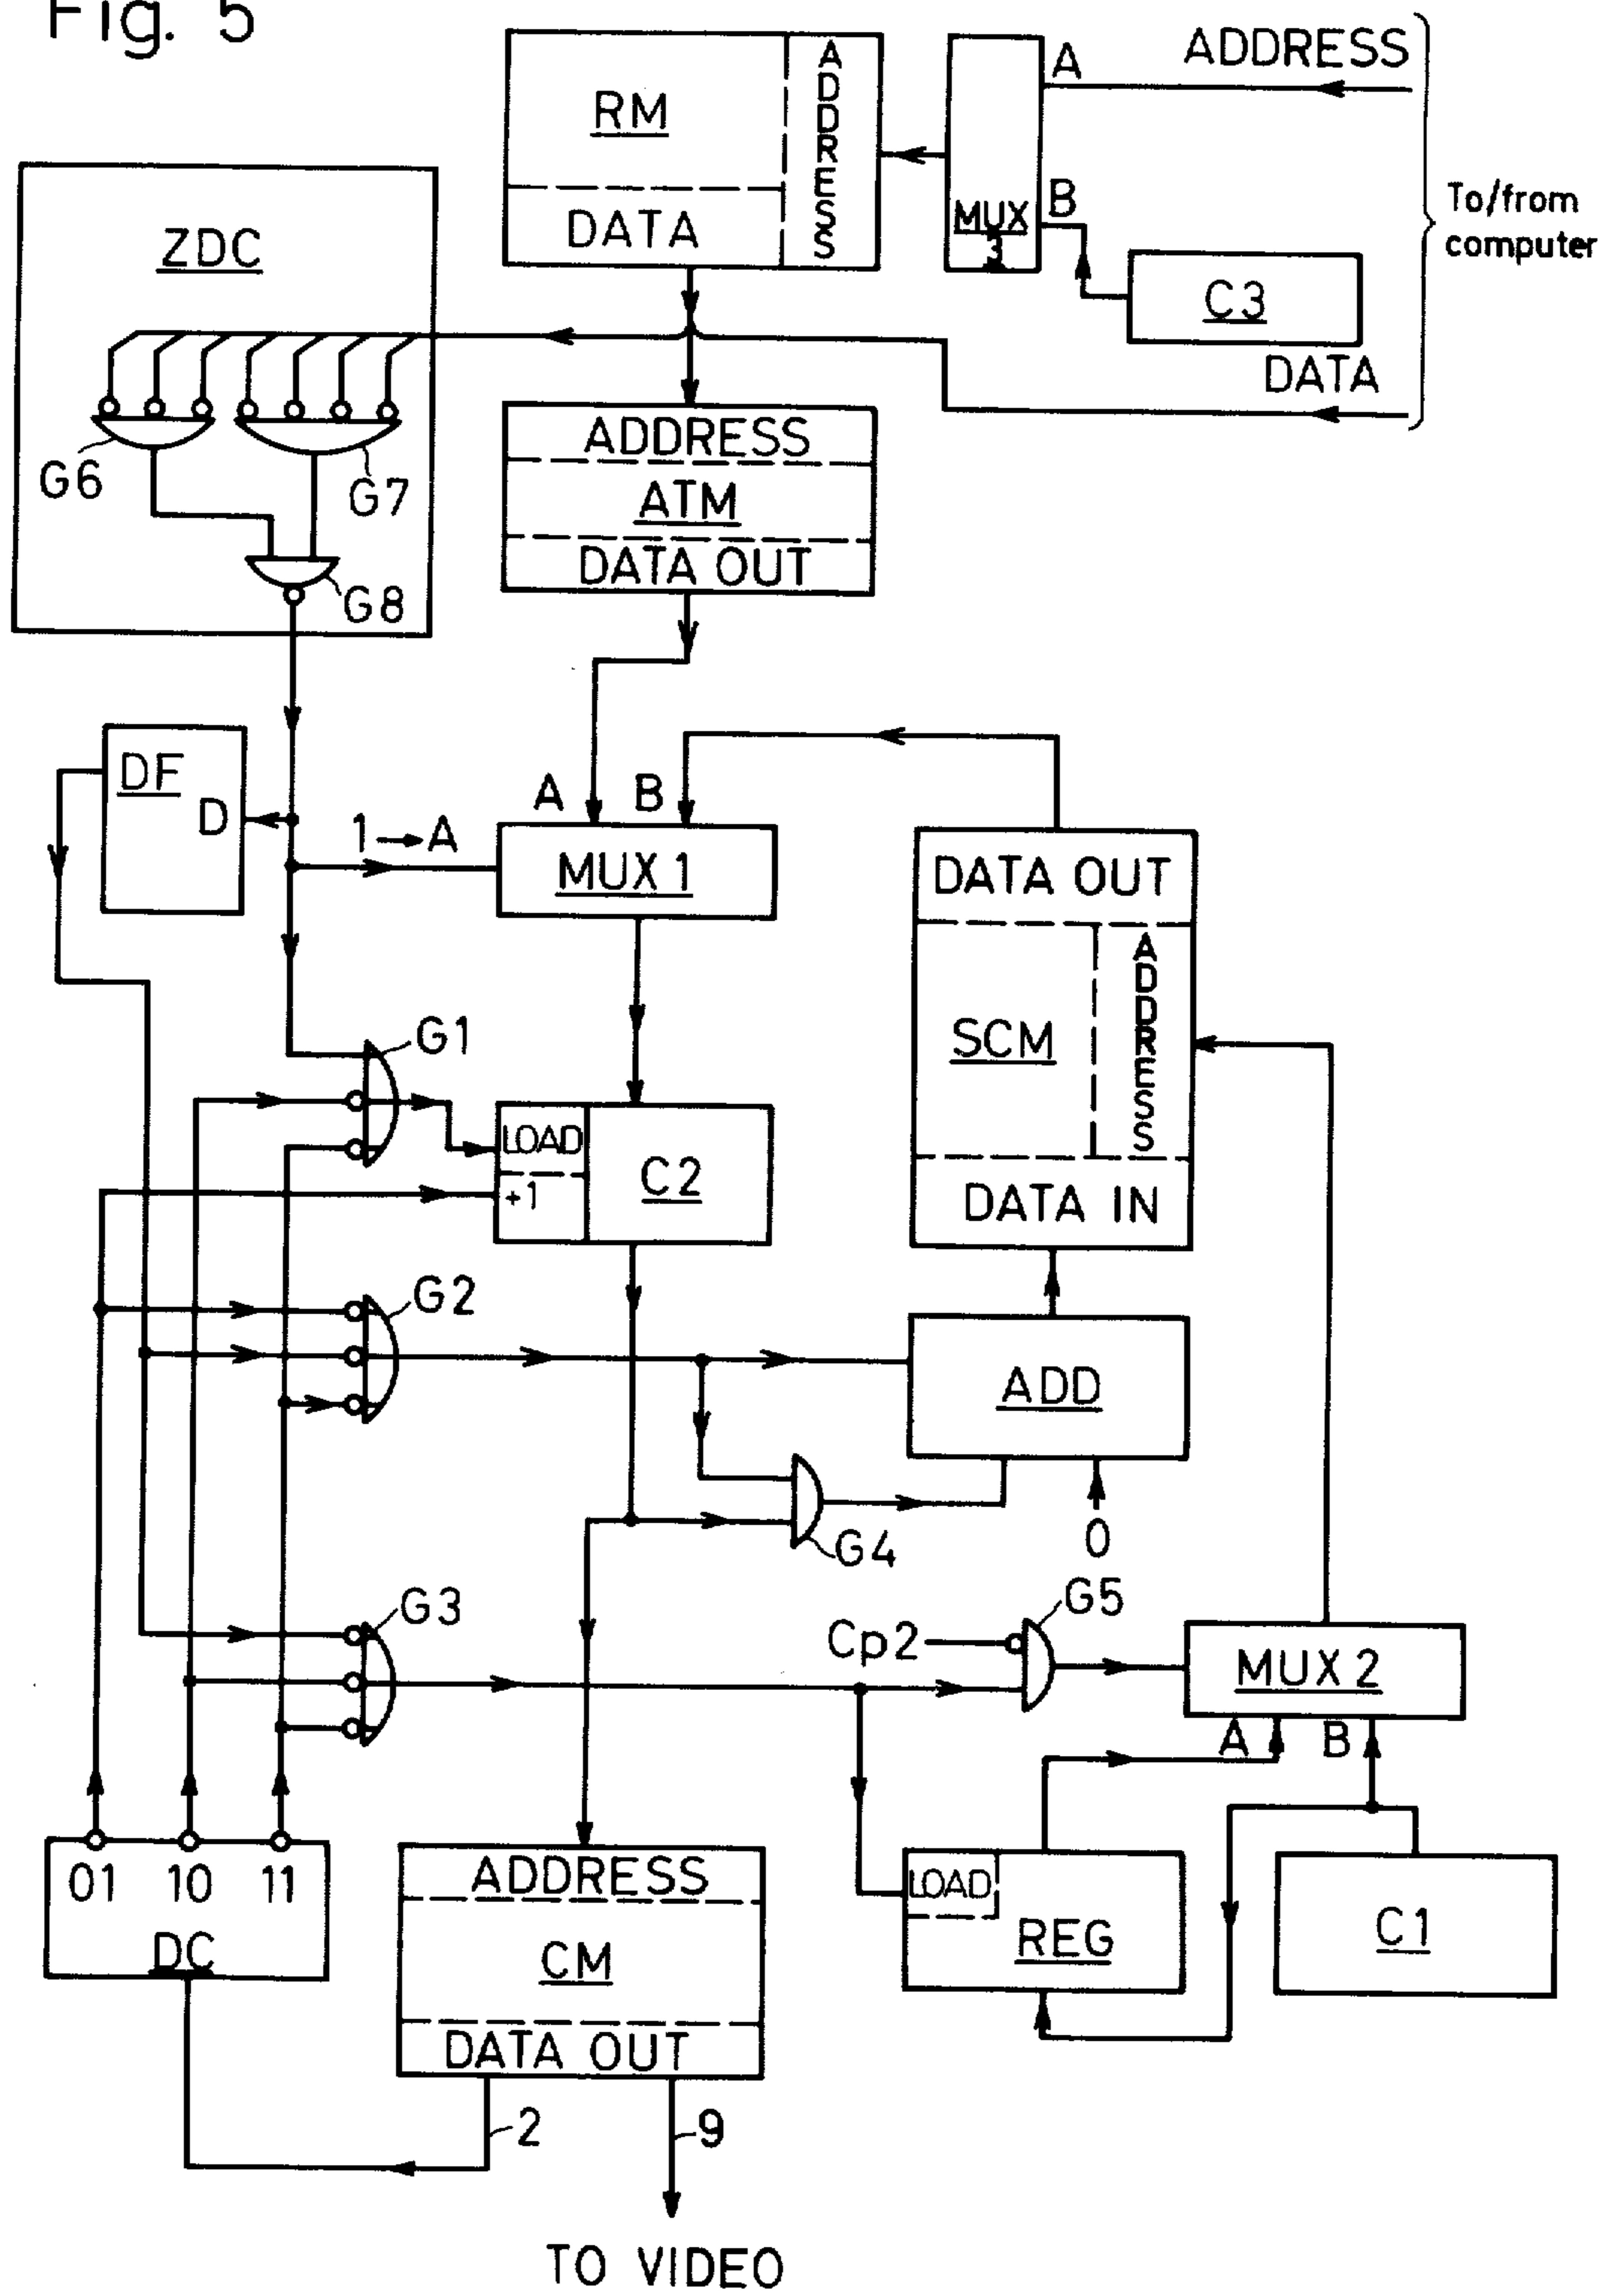 Fig. 5
RM
DATA
ADDRESS
MUX
3
A
B
ADDRESS
To/from
computer
C3
DATA
ZDC
G6
G7
G8
ADDRESS
ATM
DATA OUT
DF
D
1→A
A
B
MUX 1
DATA OUT
SCM
ADDRESS
DATA IN
G1
LOAD
+1
C2
G2
ADD
G4
0
G3
Cp2
G5
MUX 2
A
B
01 10 11
DC
ADDRESS
CM
DATA OUT
LOAD
REG
C1
2
9
TO VIDEO